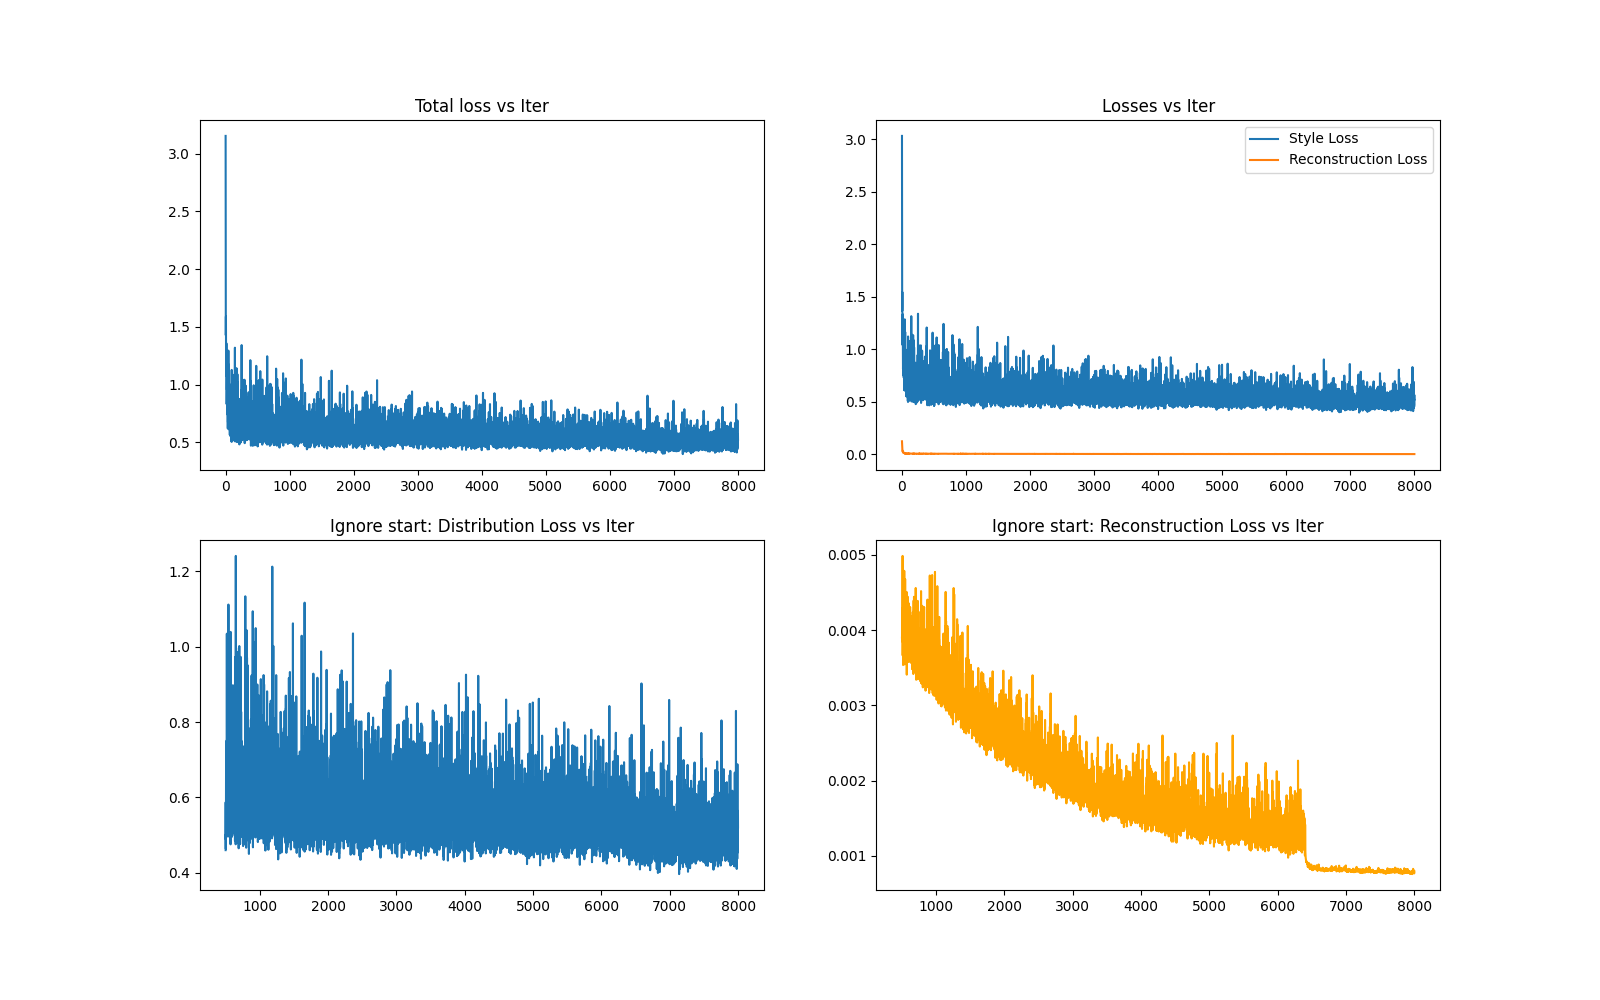 Total loss vs Iter
3.0
2.5
2.0
1.5
1.0
0.5
0 1000 2000 3000 4000 5000 6000 7000 8000
Losses vs Iter
Style Loss
Reconstruction Loss
3.0
2.5
2.0
1.5
1.0
0.5
0.0
0 1000 2000 3000 4000 5000 6000 7000 8000
Ignore start: Distribution Loss vs Iter
1.2
1.0
0.8
0.6
0.4
1000 2000 3000 4000 5000 6000 7000 8000
Ignore start: Reconstruction Loss vs Iter
0.005
0.004
0.003
0.002
0.001
1000 2000 3000 4000 5000 6000 7000 8000